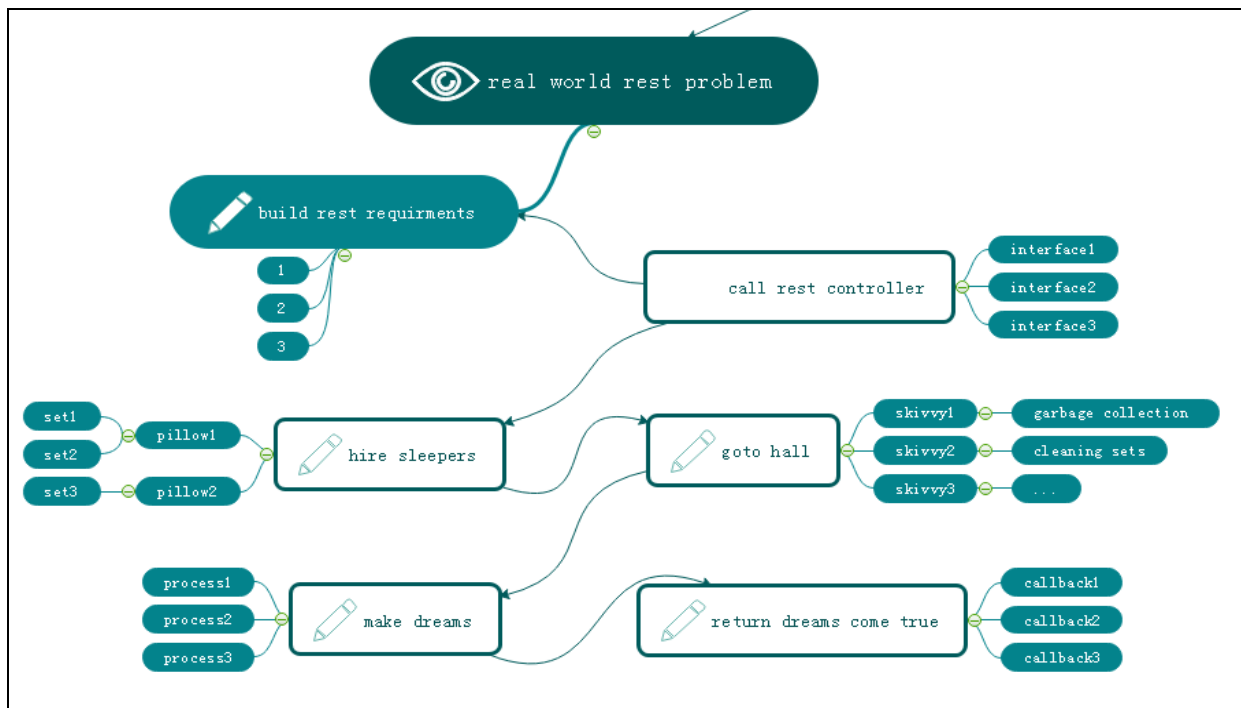 real world rest problem
build rest requirments
1
2
3
call rest controller
interface1
interface2
interface3
set1
set2
set3
pillow1
pillow2
hire sleepers
goto hall
skivvy1
garbage collection
skivvy2
cleaning sets
skivvy3
...
process1
process2
process3
make dreams
return dreams come true
callback1
callback2
callback3